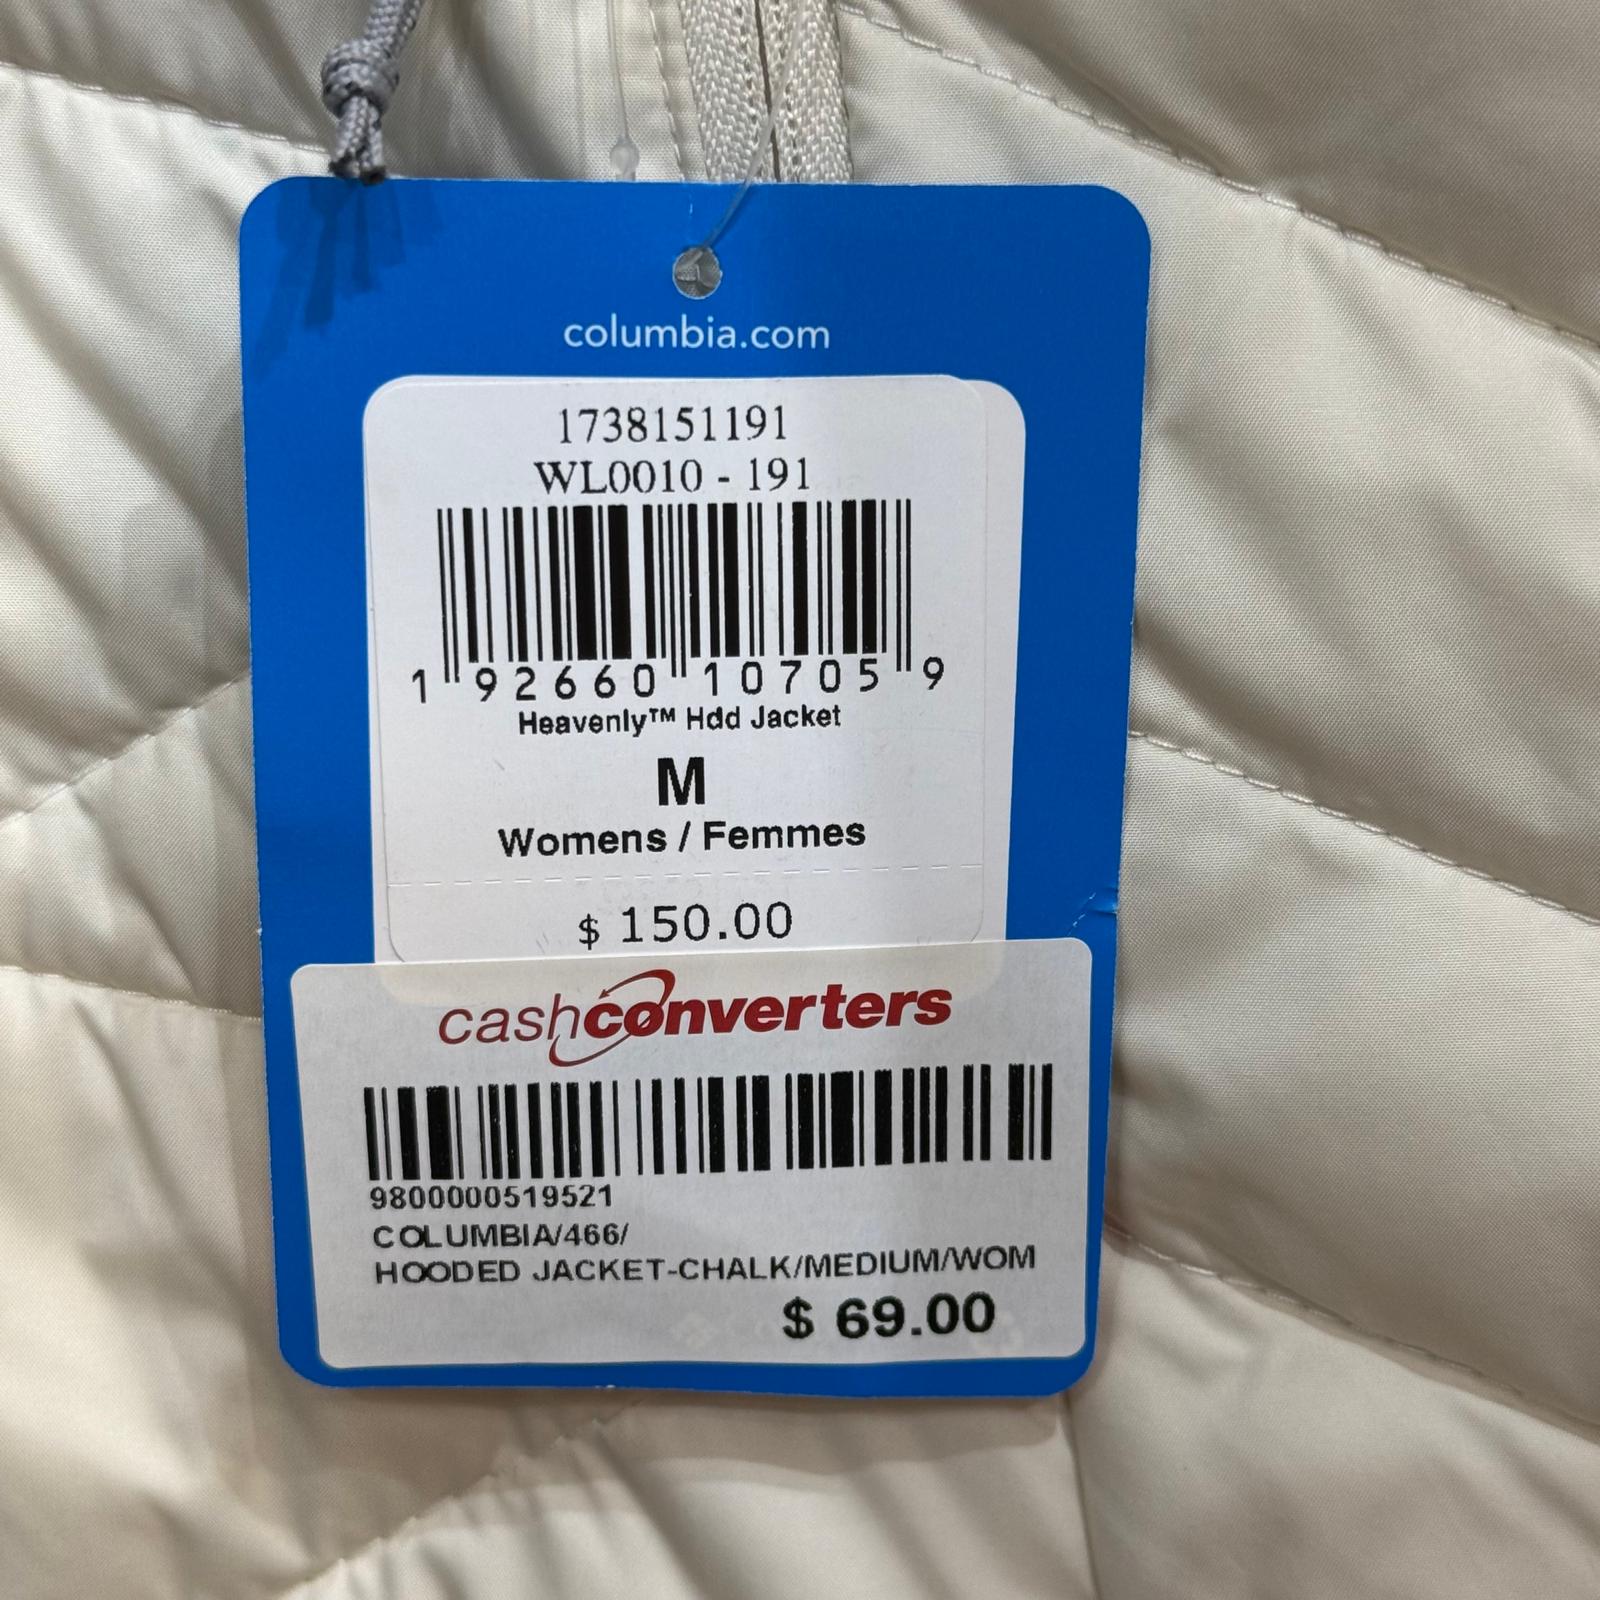 columbia.com
1738151191
WL0010 - 191
1 92660 10705 9
Heavenly™ Hdd Jacket
M
Womens / Femmes
$ 150.00
cashconverters
9800000519521
COLUMBIA/466/
HOODED JACKET-CHALK/MEDIUM/WOM
$ 69.00